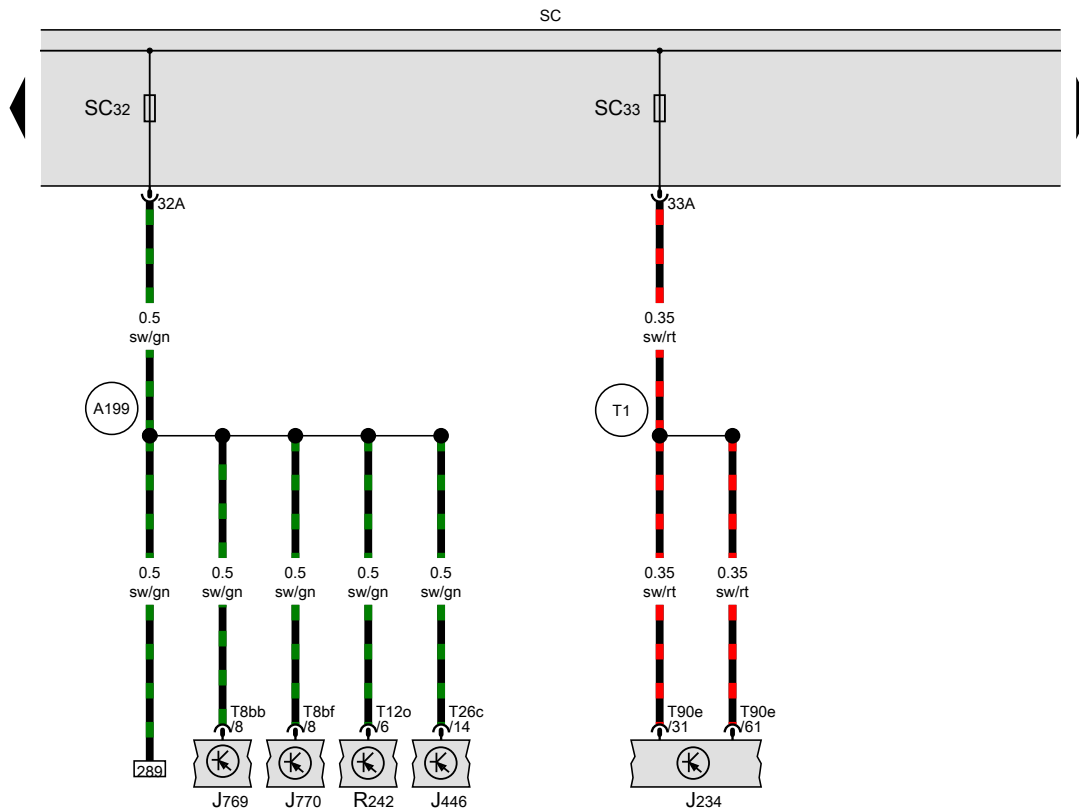 SC
SC32
SC33
32A
33A
0.5
sw/gn
0.35
sw/rt
A199
T1
0.5
sw/gn
0.5
sw/gn
0.5
sw/gn
0.5
sw/gn
0.5
sw/gn
0.35
sw/rt
0.35
sw/rt
T8bb
/8
T8bf
/8
T12o
/6
T26c
/14
T90e
/31
T90e
/61
289
J769
J770
R242
J446
J234